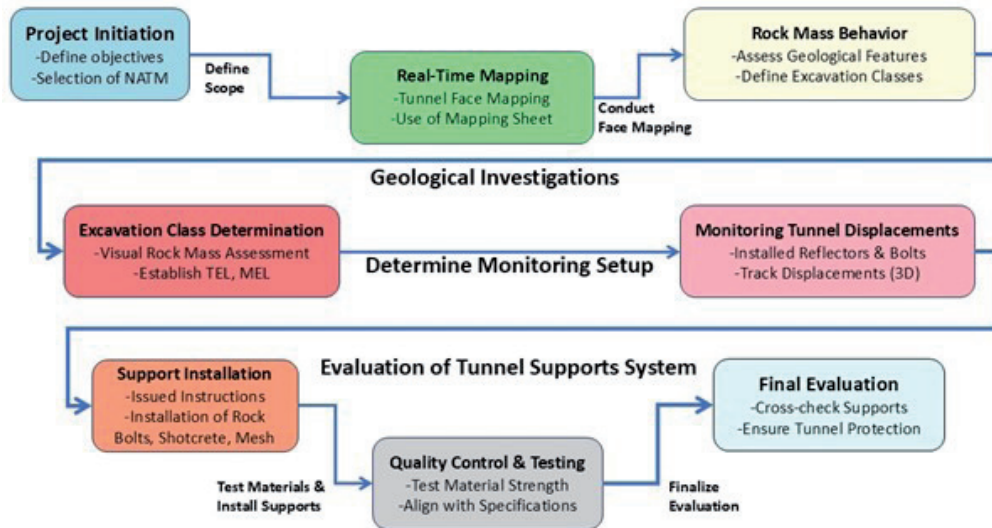 Project Initiation
-Define objectives
-Selection of NATM
Define
Scope
Real-Time Mapping
-Tunnel Face Mapping
-Use of Mapping Sheet
Conduct
Face Mapping
Rock Mass Behavior
-Assess Geological Features
-Define Excavation Classes
Geological Investigations
Excavation Class Determination
-Visual Rock Mass Assessment
-Establish TEL, MEL
Determine Monitoring Setup
Monitoring Tunnel Displacements
-Installed Reflectors & Bolts
-Track Displacements (3D)
Evaluation of Tunnel Supports System
Support Installation
-Issued Instructions
-Installation of Rock
Bolts, Shotcrete, Mesh
Test Materials &
Install Supports
Quality Control & Testing
-Test Material Strength
-Align with Specifications
Finalize
Evaluation
Final Evaluation
-Cross-check Supports
-Ensure Tunnel Protection